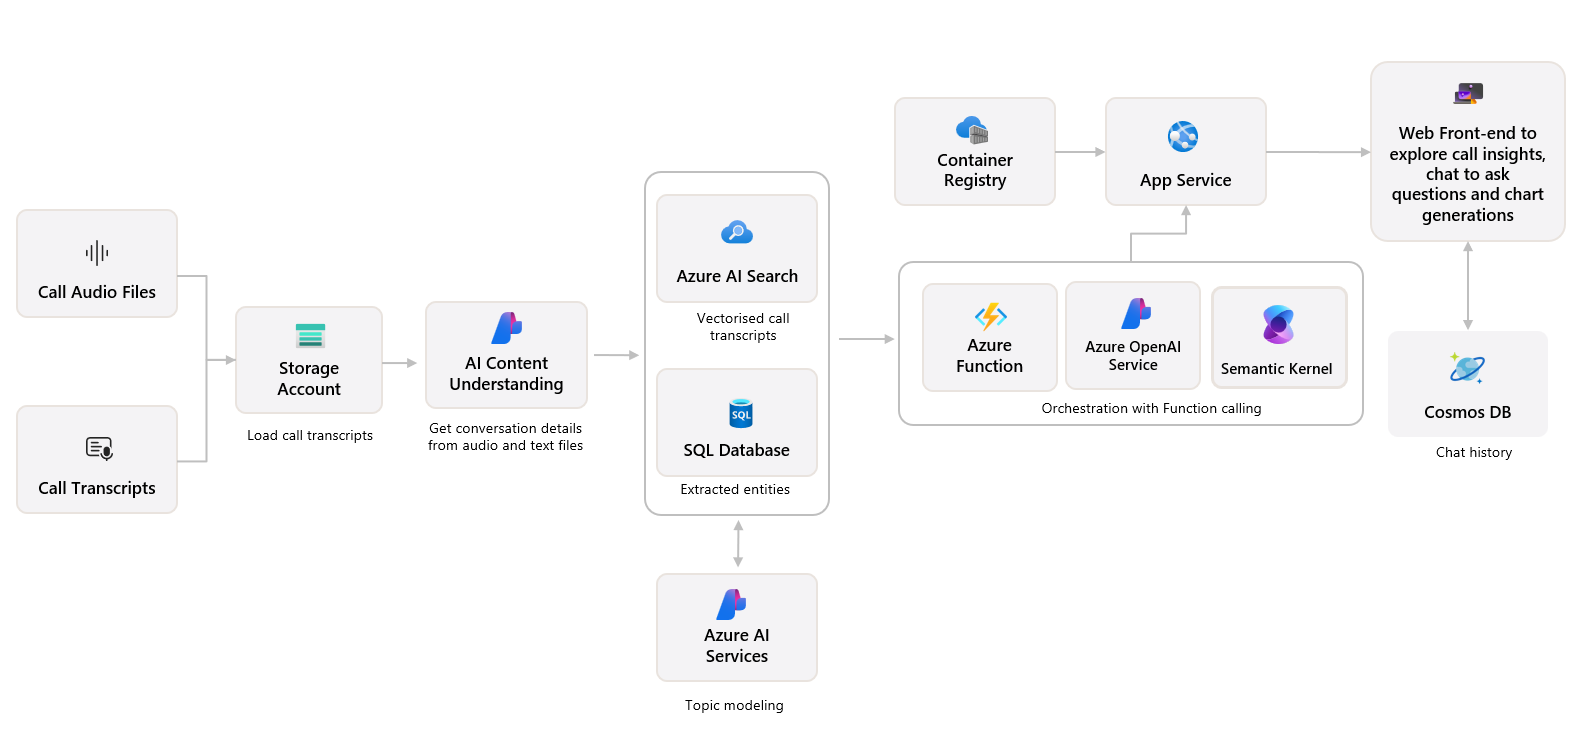 Call Audio Files
Call Transcripts
Storage
Account
Load call transcripts
AI Content
Understanding
Get conversation details
from audio and text files
Azure AI Search
Vectorised call
transcripts
SQL
SQL Database
Extracted entities
Azure AI
Services
Topic modeling
Container
Registry
App Service
Azure
Function
Azure OpenAI
Service
Semantic Kernel
Orchestration with Function calling
Web Front-end to
explore call insights,
chat to ask
questions and chart
generations
Cosmos DB
Chat history